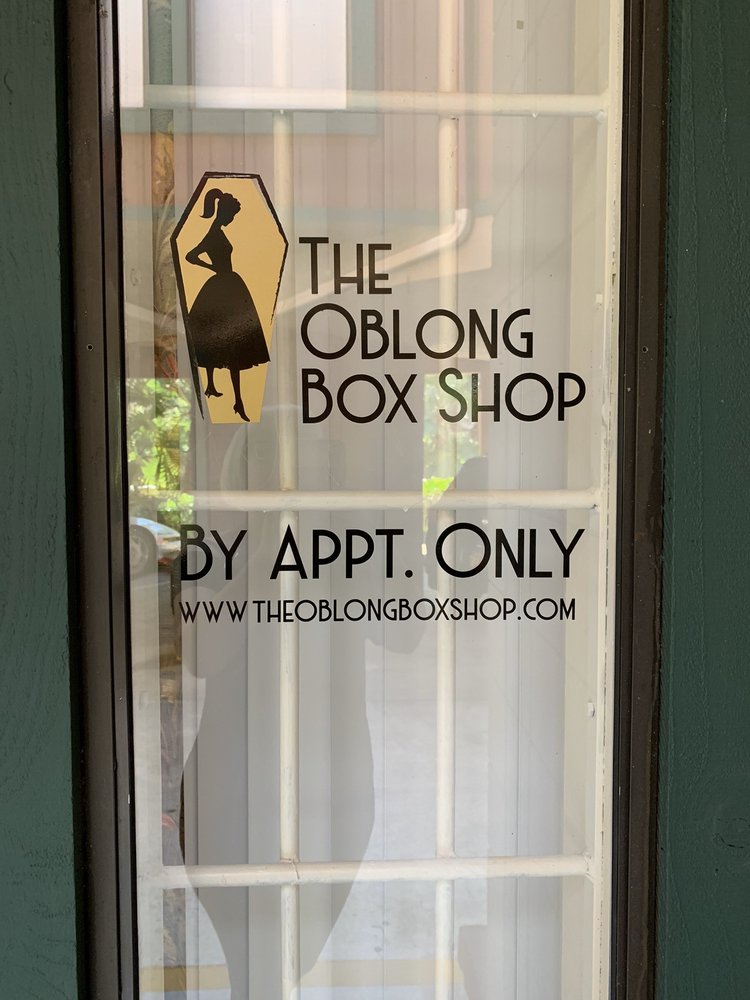 THE
OBLONG
BOX SHOP
BY APPT. ONLY
WWW.THEOBLONGBOXSHOP.COM